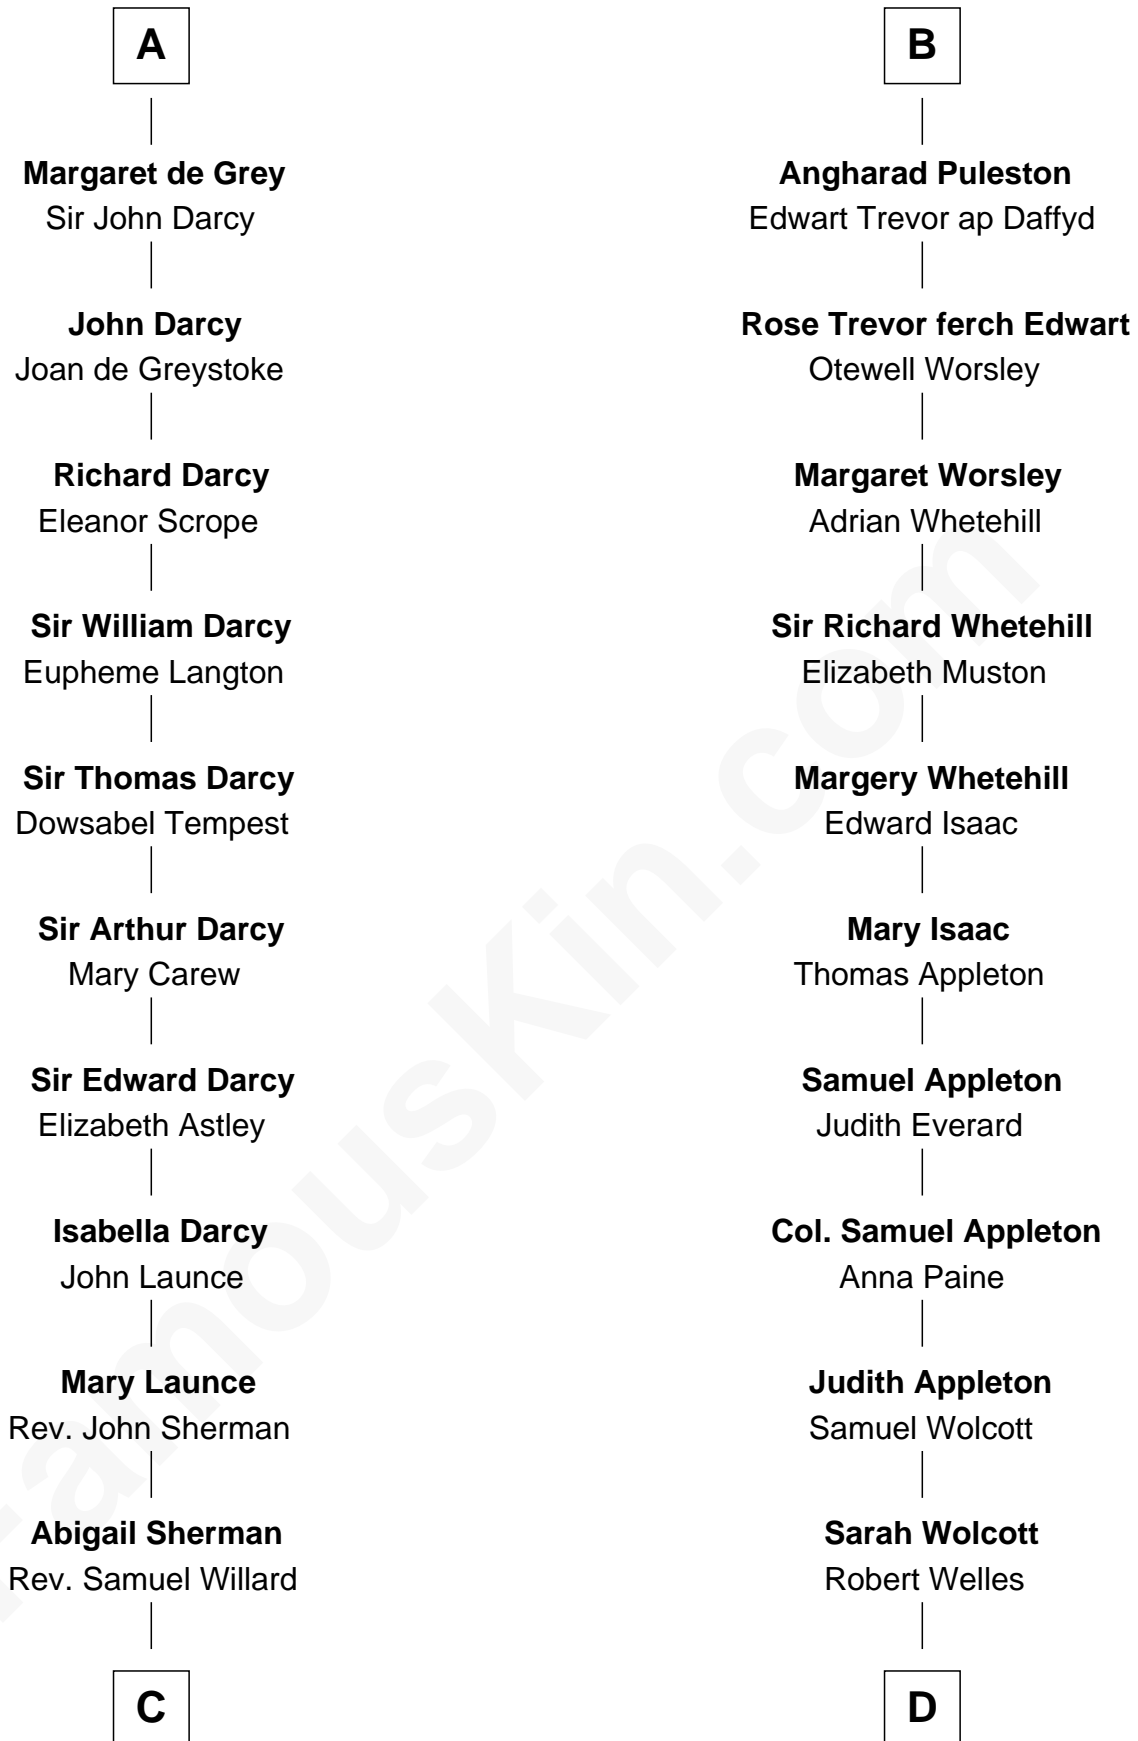 A
Margaret de Grey
Sir John Darcy
John Darcy
Joan de Greystoke
Richard Darcy
Eleanor Scrope
Sir William Darcy
Eupheme Langton
Sir Thomas Darcy
Dowsabel Tempest
Sir Arthur Darcy
Mary Carew
Sir Edward Darcy
Elizabeth Astley
Isabella Darcy
John Launce
Mary Launce
Rev. John Sherman
Abigail Sherman
Rev. Samuel Willard
C
B
Angharad Puleston
Edwart Trevor ap Daffyd
Rose Trevor ferch Edwart
Otewell Worsley
Margaret Worsley
Adrian Whetehill
Sir Richard Whetehill
Elizabeth Muston
Margery Whetehill
Edward Isaac
Mary Isaac
Thomas Appleton
Samuel Appleton
Judith Everard
Col. Samuel Appleton
Anna Paine
Judith Appleton
Samuel Wolcott
Sarah Wolcott
Robert Welles
D
FamousKin.com